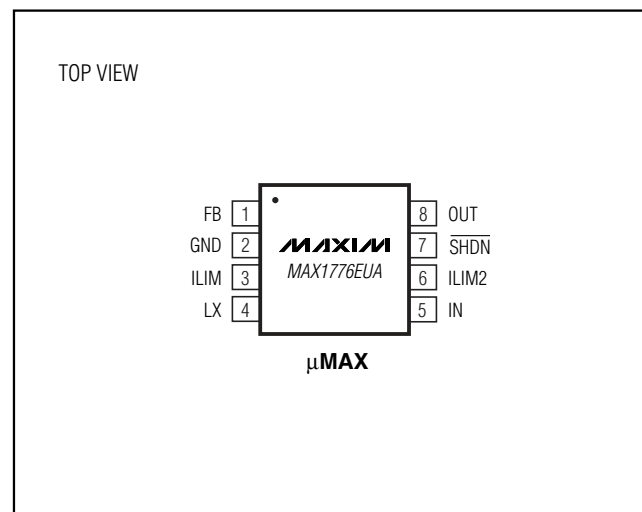 TOP VIEW
FB 1 8 OUT
GND 2 MAXIM 7 SHDN
ILIM 3 MAX1776EUA 6 ILIM2
LX 4 5 IN
μMAX